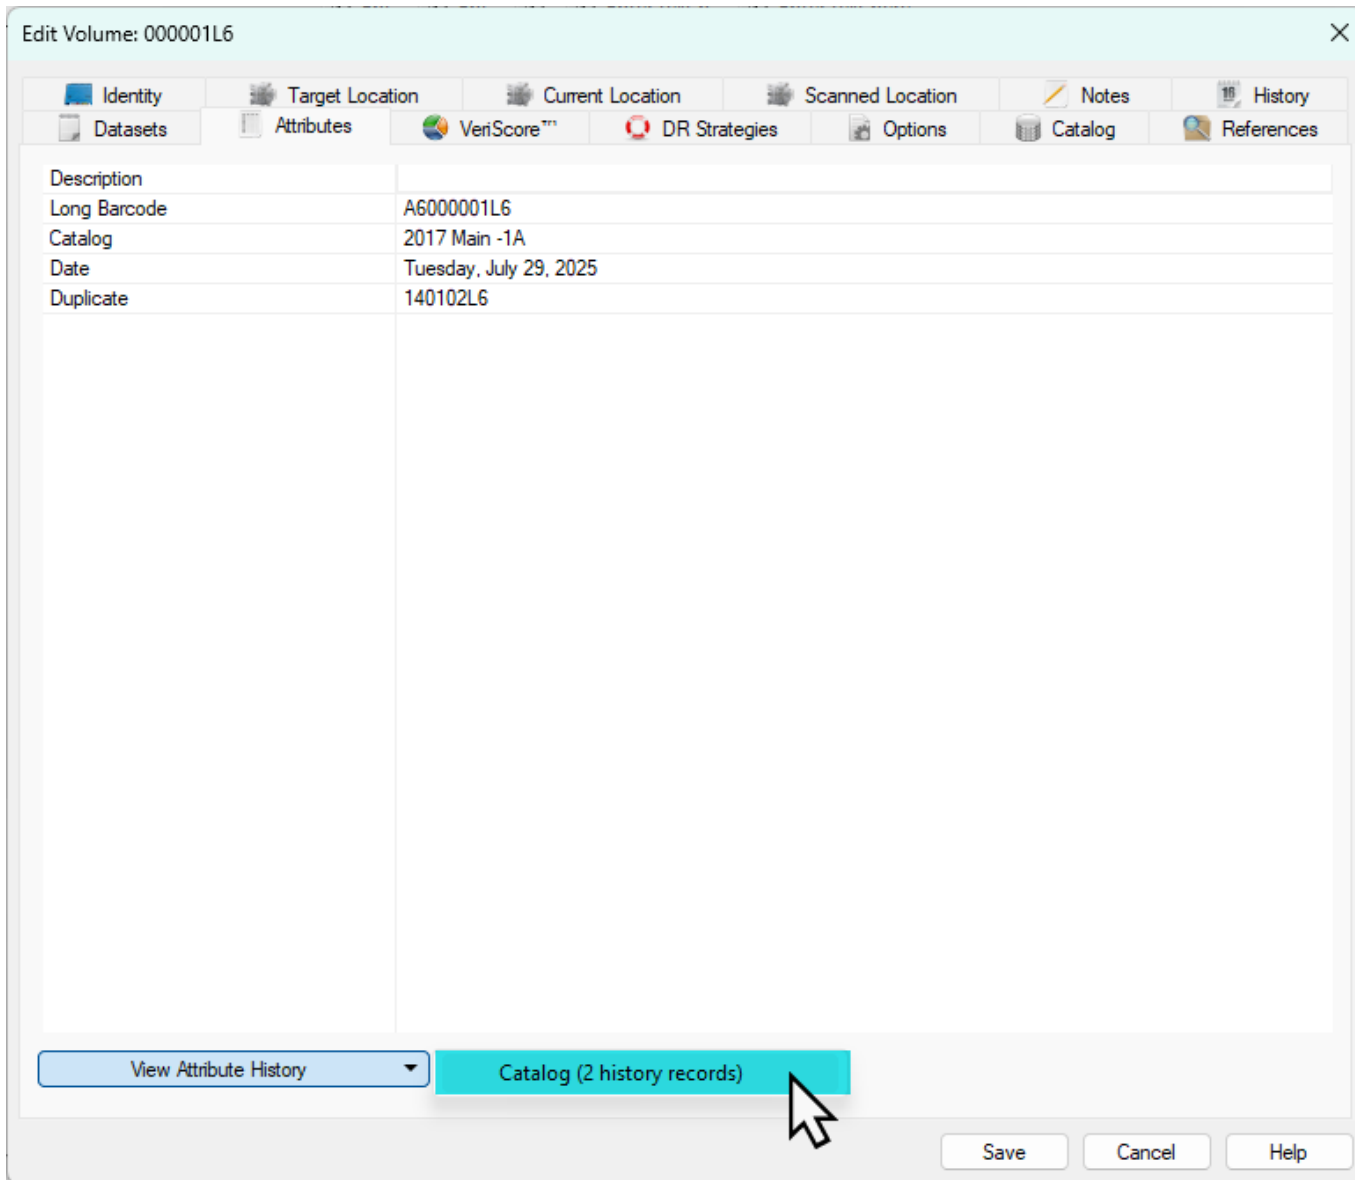 Edit Volume: 000001L6
Identity Target Location Current Location Scanned Location Notes History
Datasets Attributes VeriScore™ DR Strategies Options Catalog References
Description
Long Barcode A6000001L6
Catalog 2017 Main -1A
Date Tuesday, July 29, 2025
Duplicate 140102L6
View Attribute History Catalog (2 history records)
Save Cancel Help